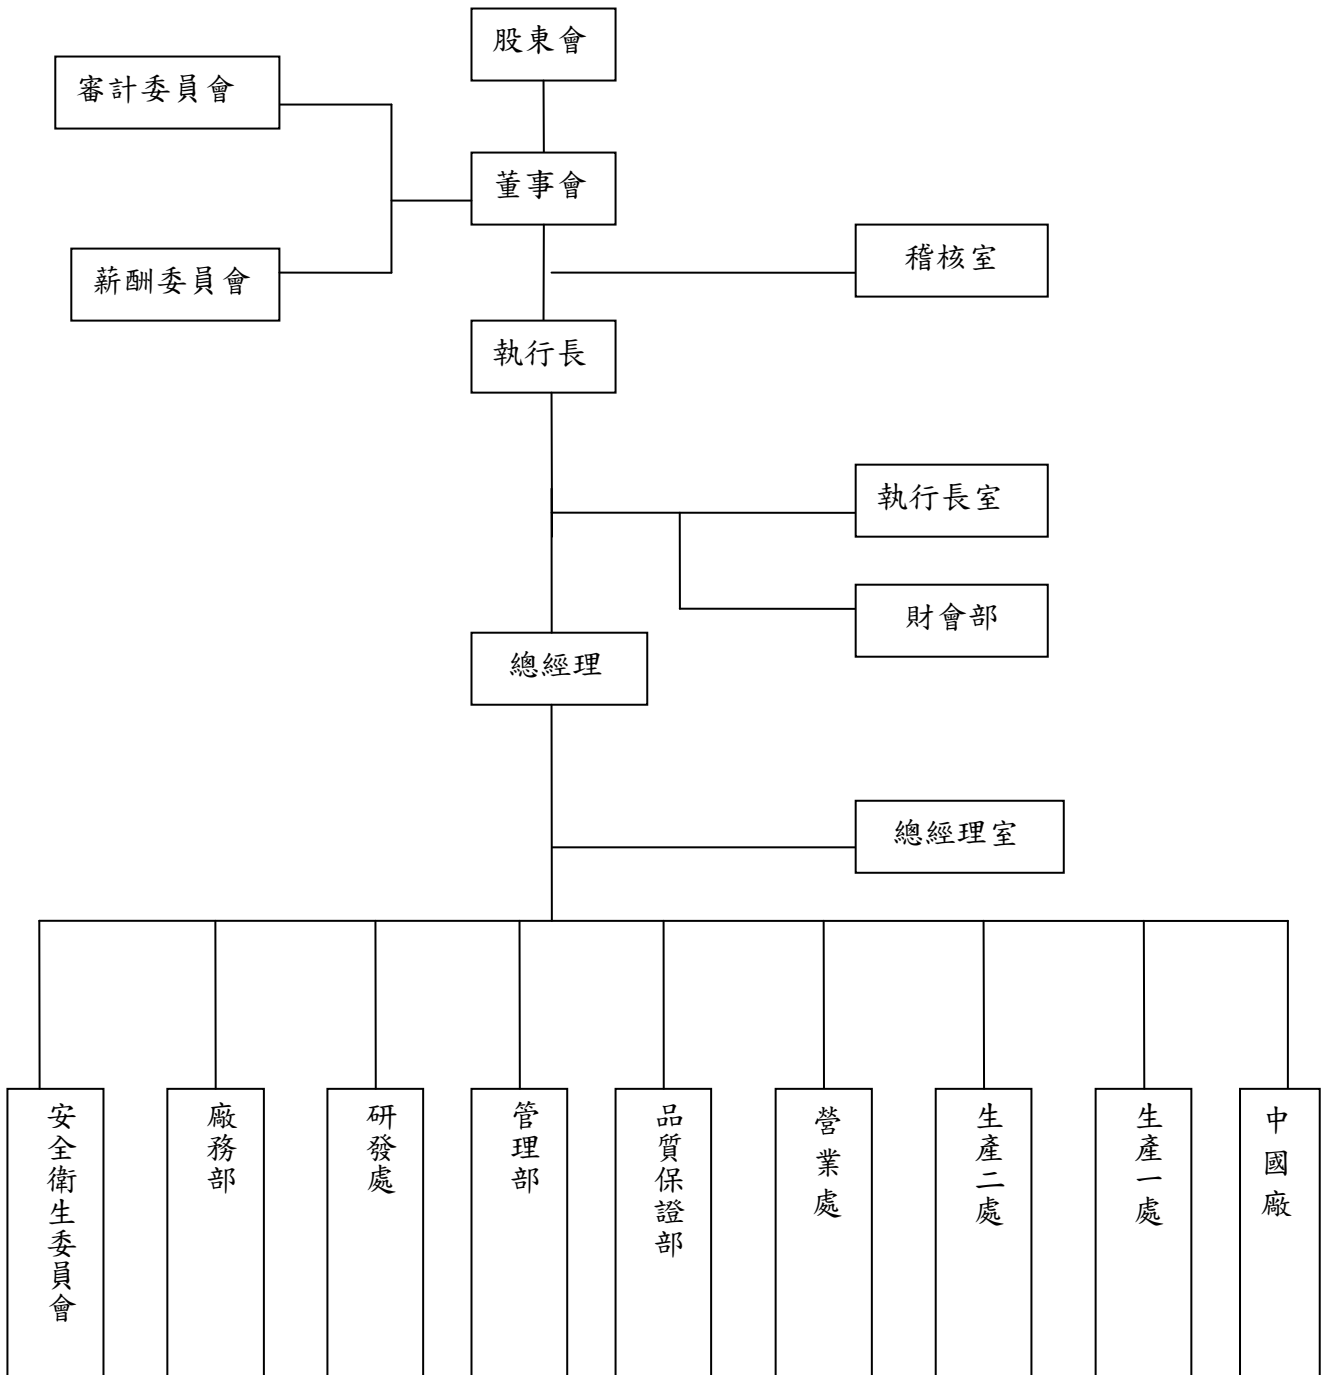 股東會
審計委員會
董事會
薪酬委員會
稽核室
執行長
執行長室
財會部
總經理
總經理室
安全衛生委員會
廠務部
研發處
管理部
品質保證部
營業處
生產二處
生產一處
中國廠